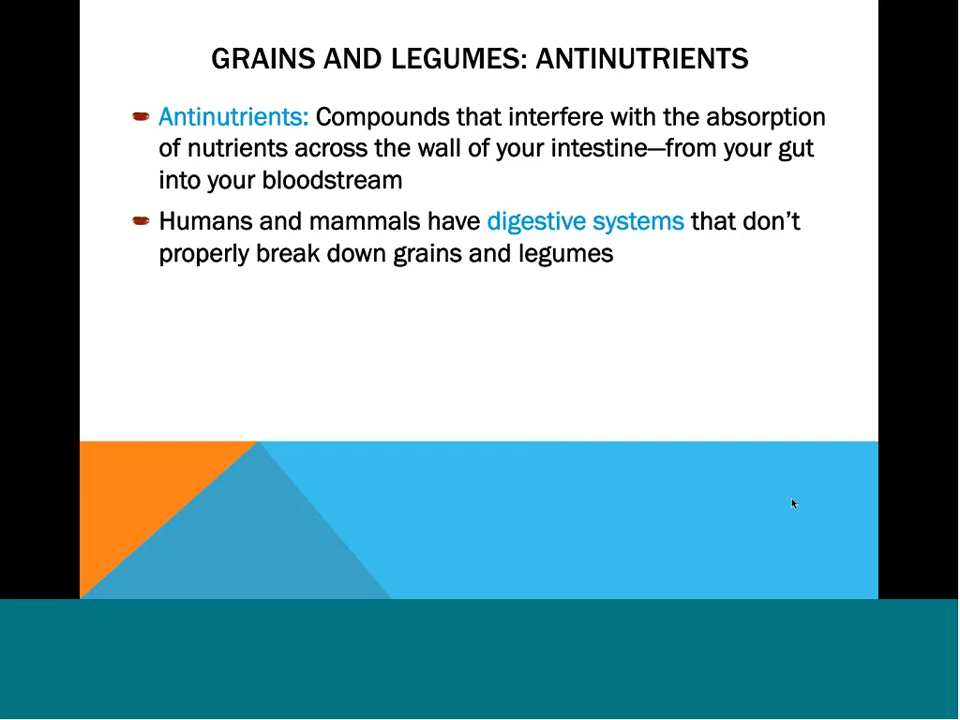 GRAINS AND LEGUMES: ANTINUTRIENTS
Antinutrients: Compounds that interfere with the absorption
of nutrients across the wall of your intestine—from your gut
into your bloodstream
Humans and mammals have digestive systems that don’t
properly break down grains and legumes